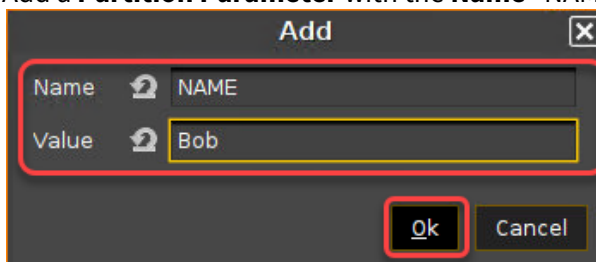 Add a Partition Parameter with the Name
Add
Name NAME
Value Bob
Ok Cancel